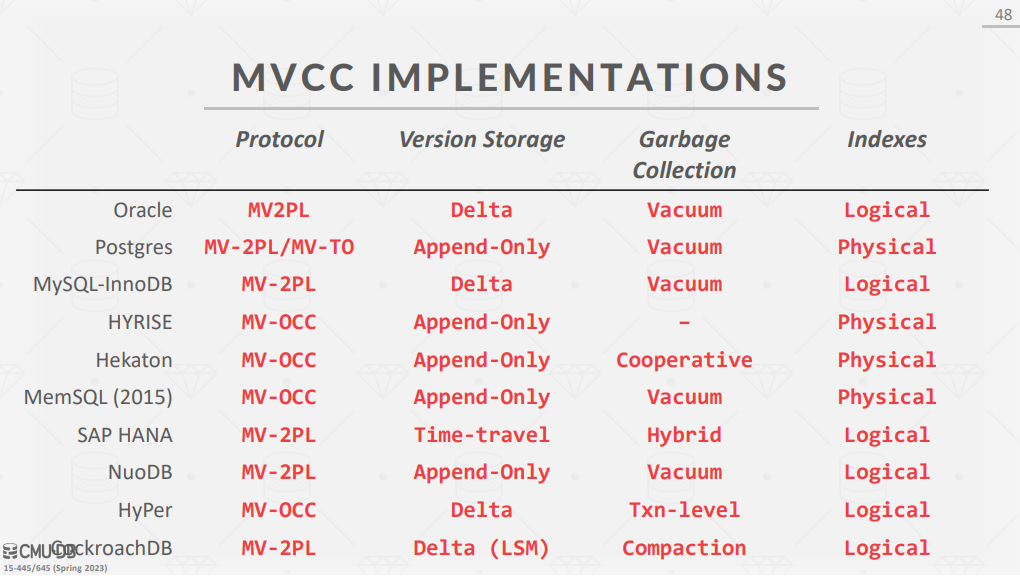 48
MVCC IMPLEMENTATIONS
Protocol Version Storage Garbage Indexes
Collection
Oracle MV2PL Delta Vacuum Logical
Postgres MV-2PL/MV-TO Append-Only Vacuum Physical
MySQL-InnoDB MV-2PL Delta Vacuum Logical
HYRISE MV-OCC Append-Only – Physical
Hekaton MV-OCC Append-Only Cooperative Physical
MemSQL (2015) MV-OCC Append-Only Vacuum Physical
SAP HANA MV-2PL Time-travel Hybrid Logical
NuoDB MV-2PL Append-Only Vacuum Logical
HyPer MV-OCC Delta Txn-level Logical
CockroachDB MV-2PL Delta (LSM) Compaction Logical
CMU·DB
15-445/645 (Spring 2023)